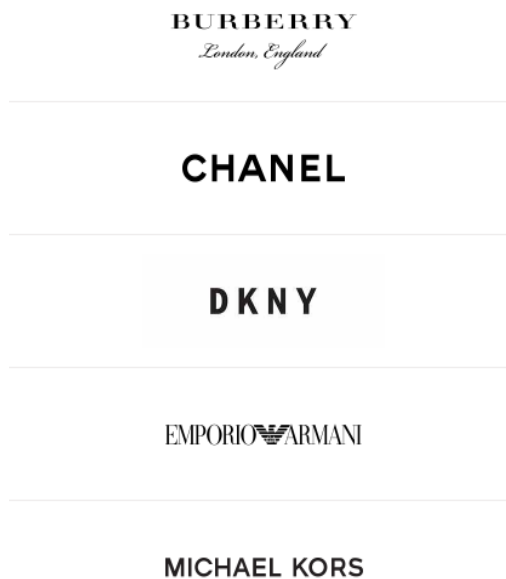 BURBERRY
London, England
CHANEL
DKNY
EMPORIO ARMANI
MICHAEL KORS